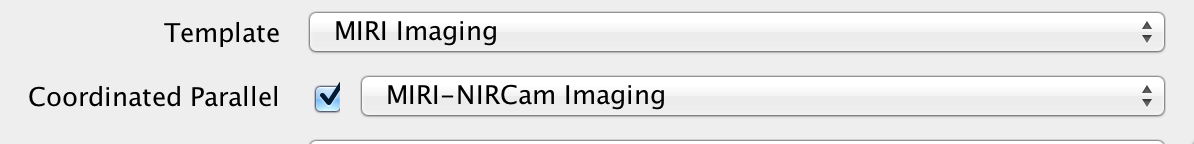 Template MIRI Imaging
Coordinated Parallel MIRI-NIRCam Imaging